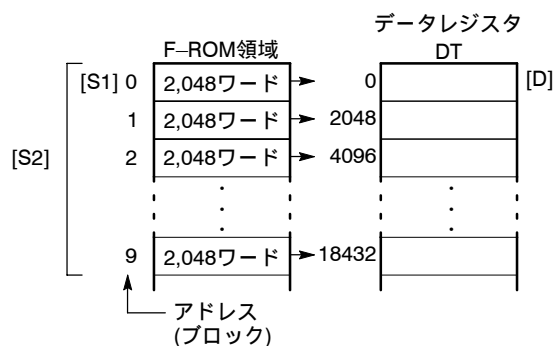 データレジスタ
F–ROM領域 DT
[S1] 0 2,048ワード 0 [D]
1 2,048ワード 2048
[S2] 2 2,048ワード 4096
9 2,048ワード 18432
アドレス
(ブロック)